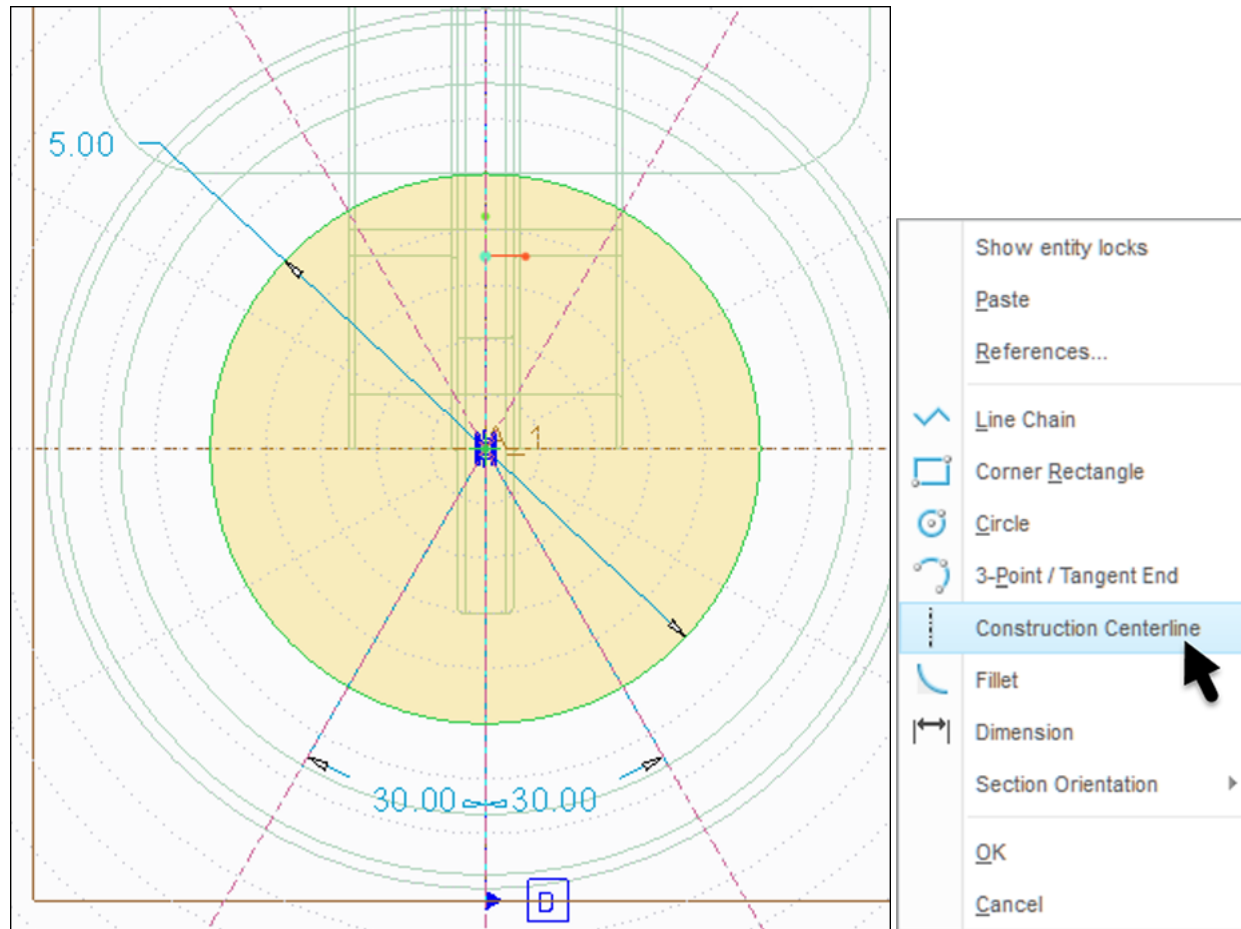 5.00
A_1
30.00 30.00
D
Show entity locks
Paste
References...
Line Chain
Corner Rectangle
Circle
3-Point / Tangent End
Construction Centerline
Fillet
Dimension
Section Orientation
OK
Cancel